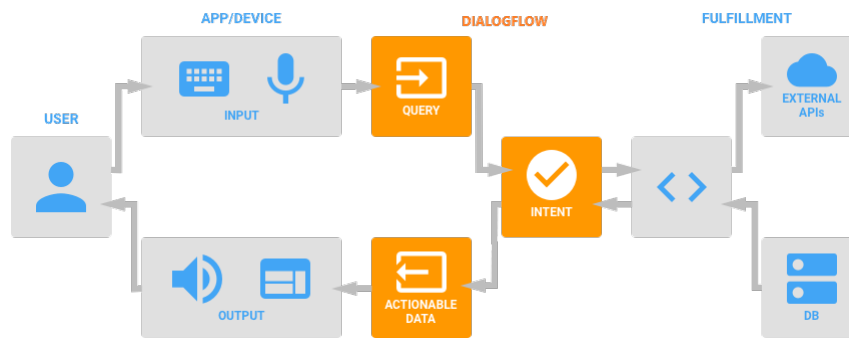 APP/DEVICE
DIALOGFLOW
FULFILLMENT
USER
INPUT
QUERY
EXTERNAL
APIs
INTENT
OUTPUT
ACTIONABLE
DATA
DB